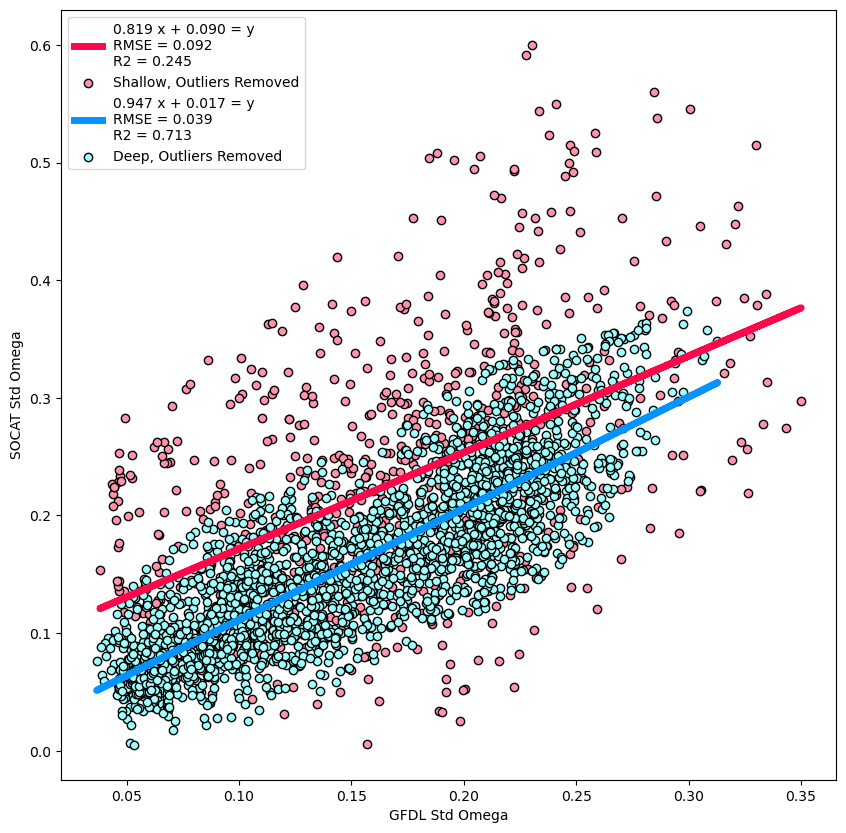 0.819 x + 0.090 = y
RMSE = 0.092
R2 = 0.245
Shallow, Outliers Removed
0.947 x + 0.017 = y
RMSE = 0.039
R2 = 0.713
Deep, Outliers Removed
0.6
0.5
0.4
0.3
0.2
0.1
0.0
SOCAT Std Omega
0.05 0.10 0.15 0.20 0.25 0.30 0.35
GFDL Std Omega